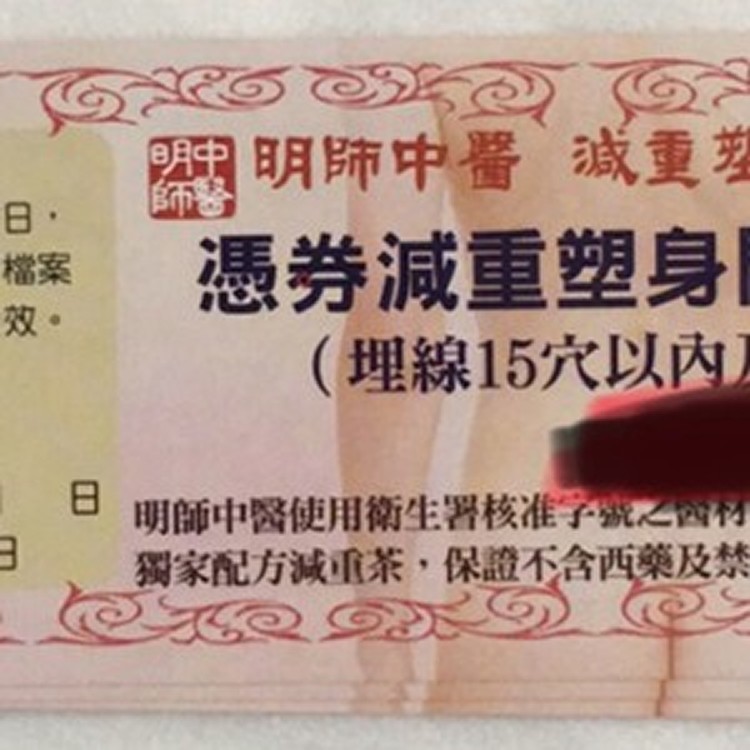 日，
檔案
效。
日
日
明師中醫
明師中醫 減重塑
憑券減重塑身
（埋線15穴以內
明師中醫使用衛生署核准字號之醫材
獨家配方減重茶，保證不含西藥及禁